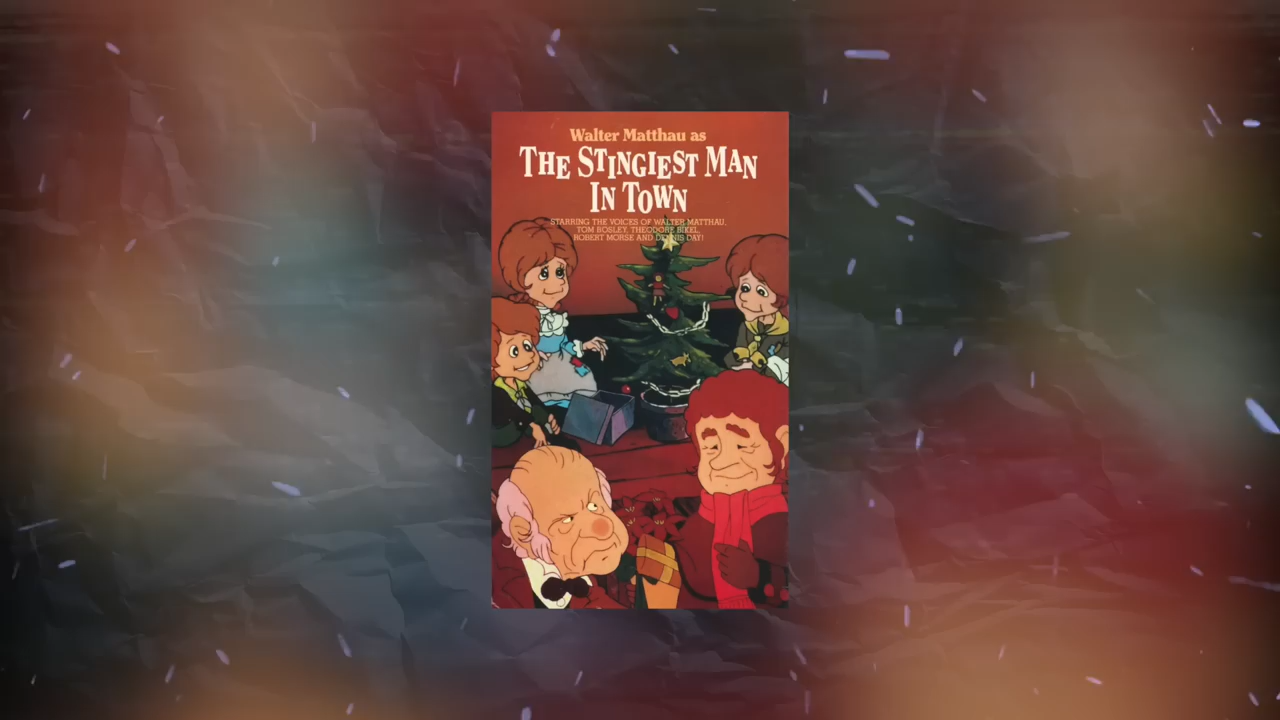 Walter Matthau as
THE STINGIEST MAN
IN TOWN
STARRING THE VOICES OF WALTER MATTHAU,
TOM BOSLEY, THEODORE BIKEL,
ROBERT MORSE AND DENNIS DAY!